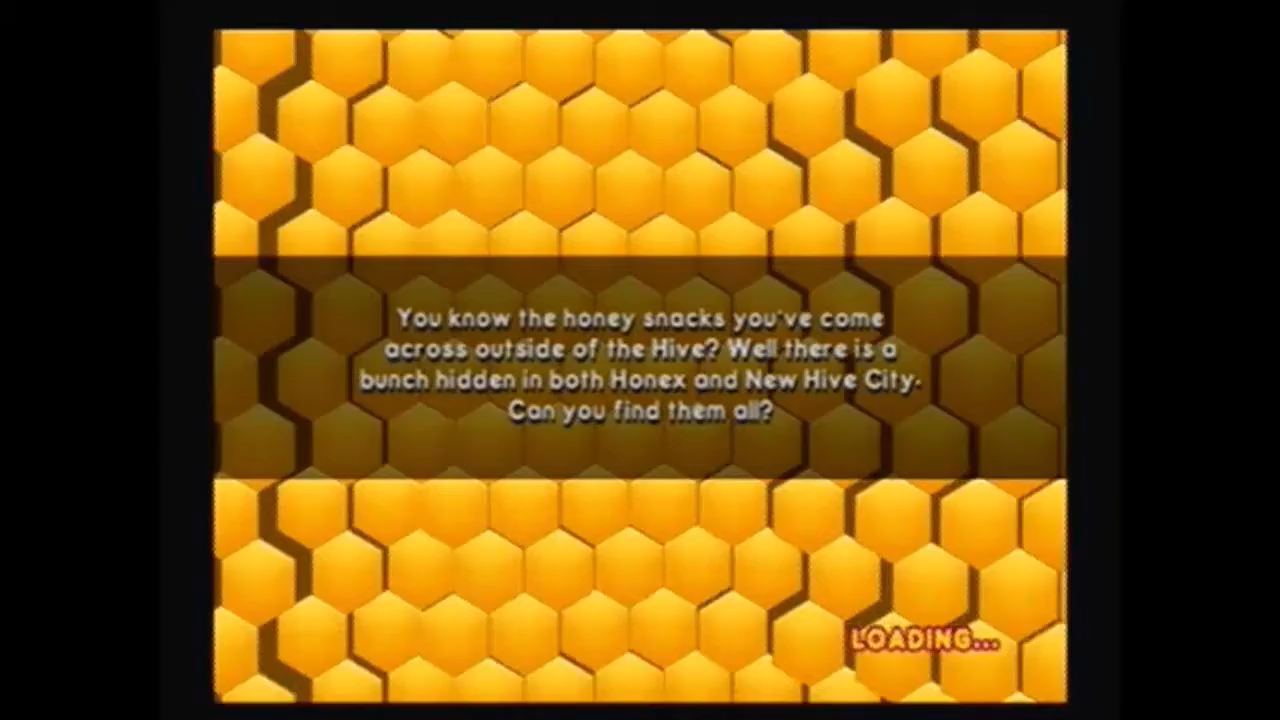 You know the honey snacks you've come
across outside of the Hive? Well there is a
bunch hidden in both Honex and New Hive City.
Can you find them all?
LOADING...